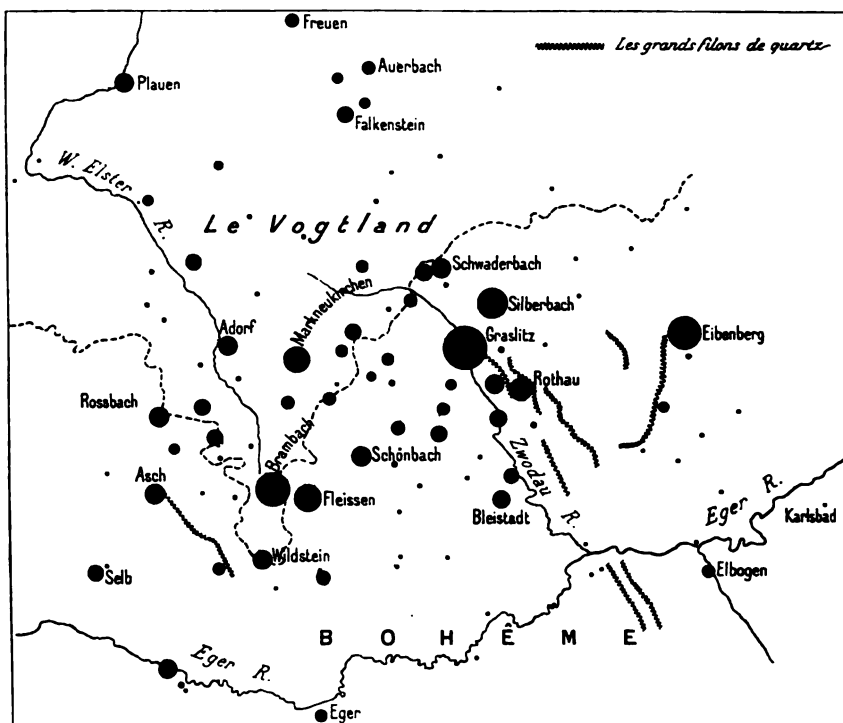 Freuen
Les grands filons de quartz
Auerbach
Plauen
Falkenstein
W. Elster R.
Le Vogtland
Schwaderbach
Markneukirchen
Silberbach
Adorf
Graslitz
Eibenberg
Rothau
Rossbach
Brambach
Schönbach
Asch
Fleissen
Zwodau R.
Bleistadt
Eger R.
Karlsbad
Wildstein
Selb
Elbogen
BOHÊME
Eger R.
Eger